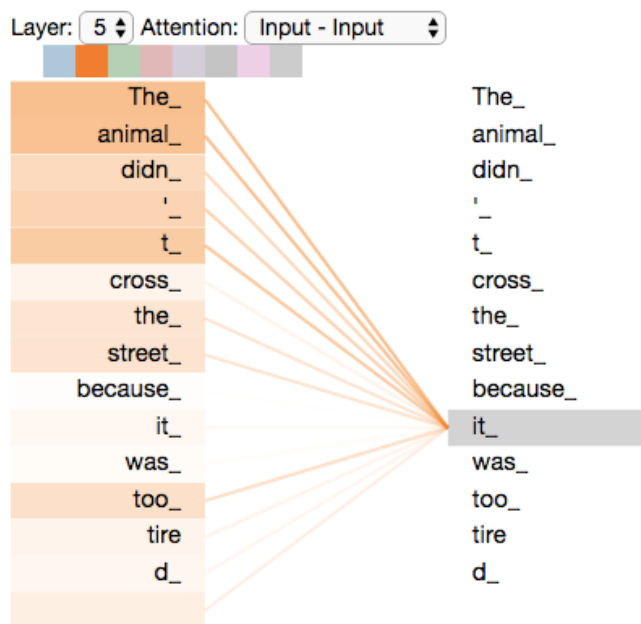 Layer: 5 Attention: Input - Input
The_ The_
animal_ animal_
didn_ didn_
'_ '_
t_ t_
cross_ cross_
the_ the_
street_ street_
because_ because_
it_ it_
was_ was_
too_ too_
tire tire
d_ d_